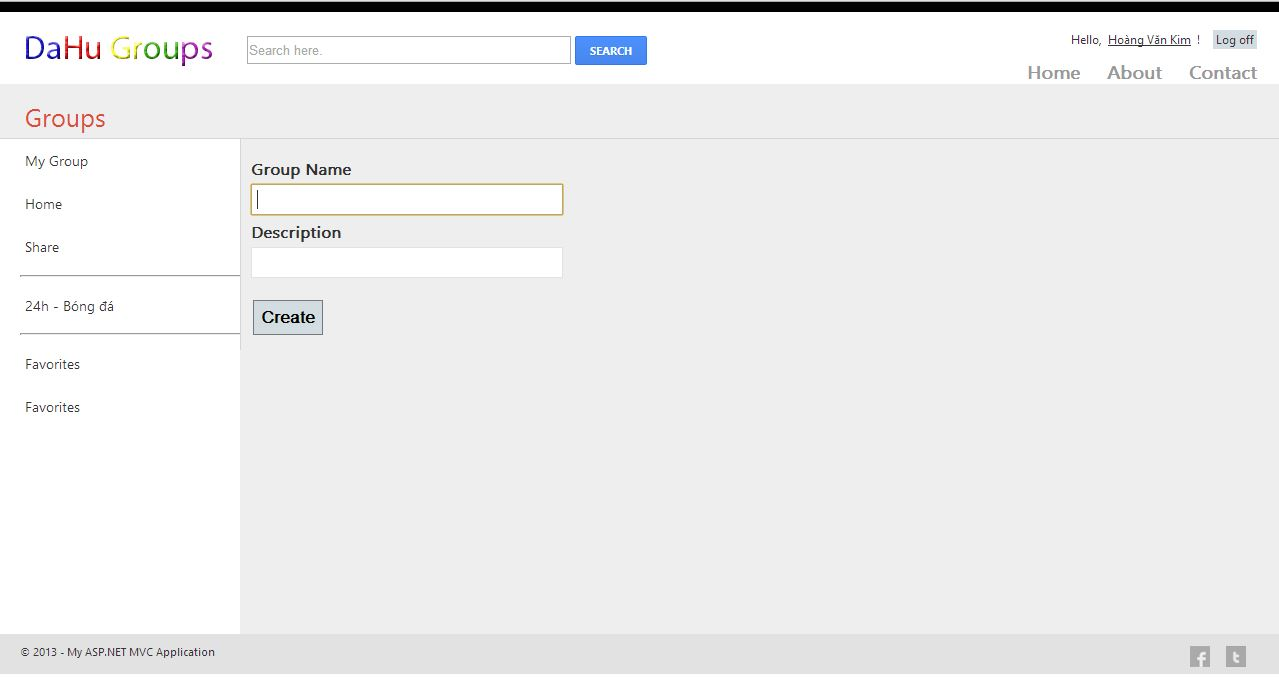 DaHu Groups
Search here.
SEARCH
Hello, Hoàng Văn Kim !
Log off
Home About Contact
Groups
My Group
Home
Share
24h - Bóng đá
Favorites
Favorites
Group Name
Description
Create
© 2013 - My ASP.NET MVC Application
f t